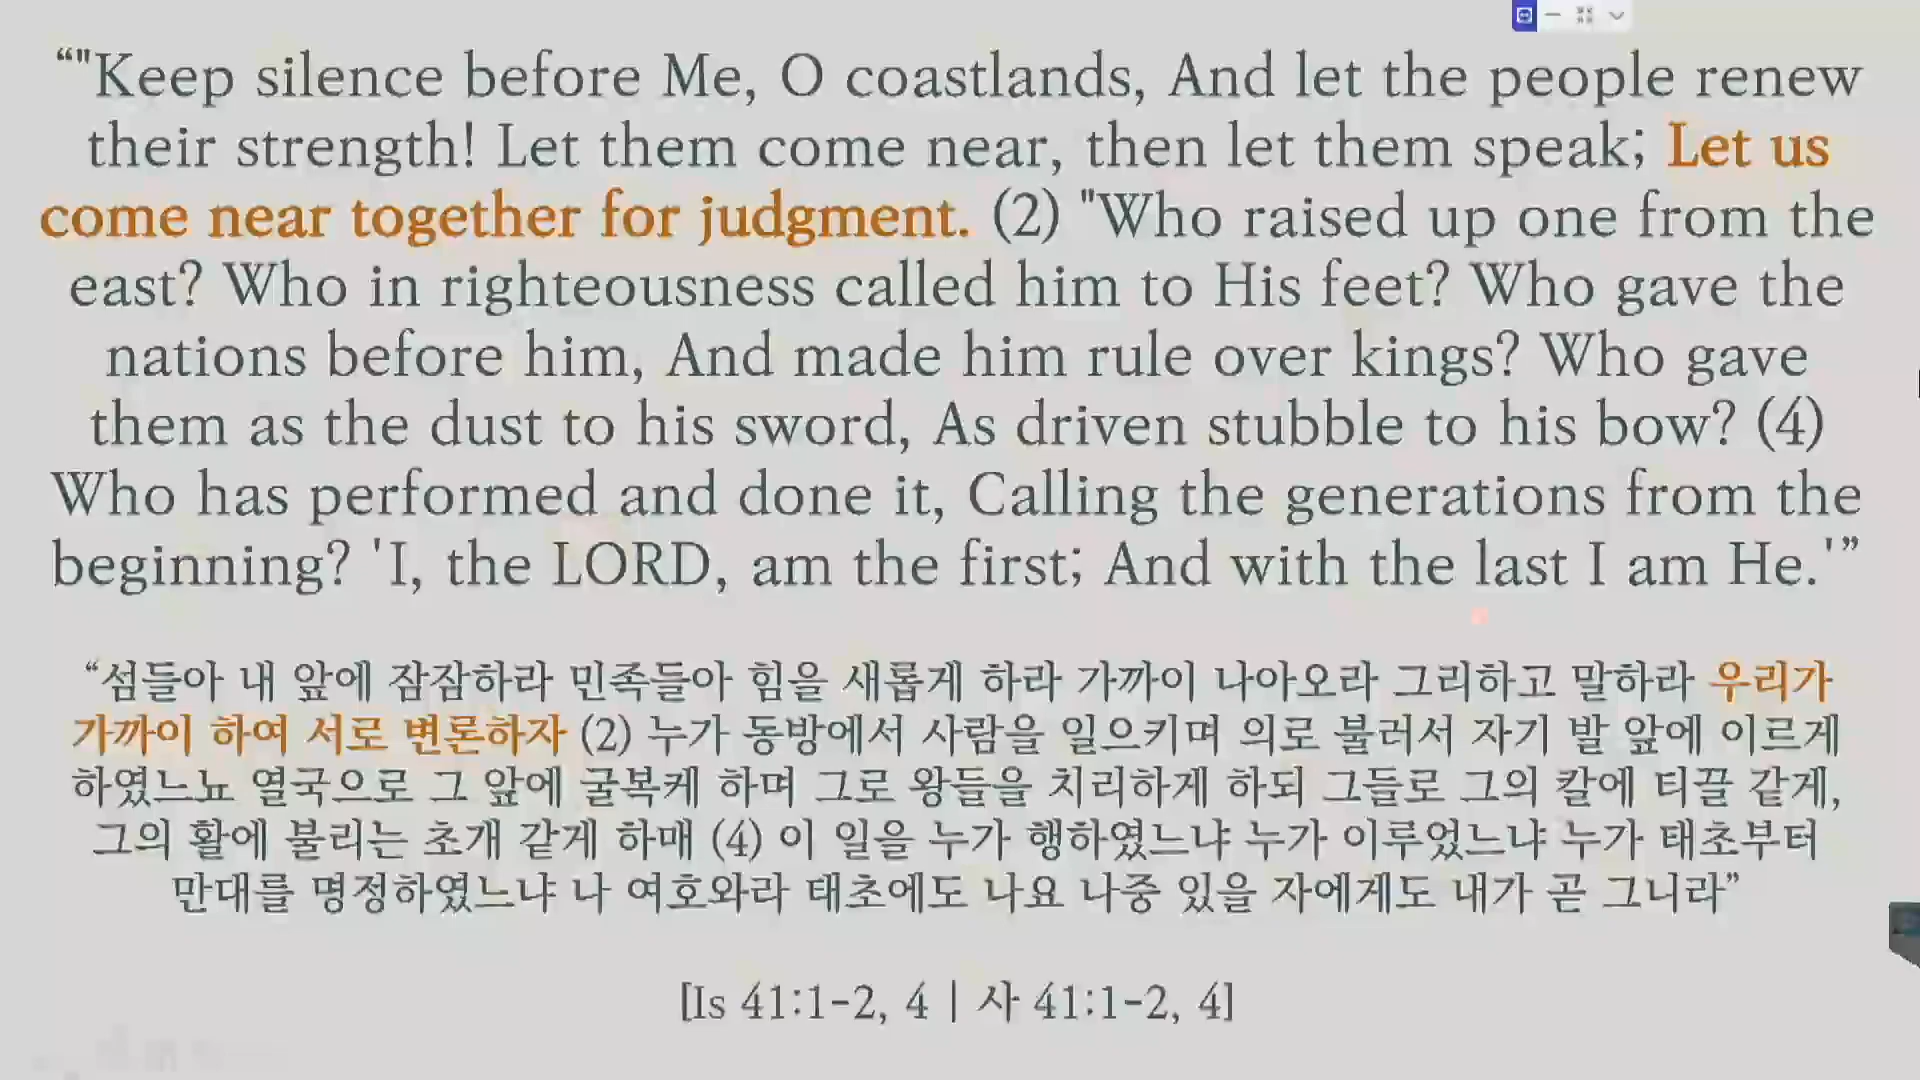 “"Keep silence before Me, O coastlands, And let the people renew
their strength! Let them come near, then let them speak; Let us
come near together for judgment. (2) "Who raised up one from the
east? Who in righteousness called him to His feet? Who gave the
nations before him, And made him rule over kings? Who gave
them as the dust to his sword, As driven stubble to his bow? (4)
Who has performed and done it, Calling the generations from the
beginning? 'I, the LORD, am the first; And with the last I am He.'”
“섬들아 내 앞에 잠잠하라 민족들아 힘을 새롭게 하라 가까이 나아오라 그리하고 말하라 우리가
가까이 하여 서로 변론하자 (2) 누가 동방에서 사람을 일으키며 의로 불러서 자기 발 앞에 이르게
하였느뇨 열국으로 그 앞에 굴복케 하며 그로 왕들을 치리하게 하되 그들로 그의 칼에 티끌 같게,
그의 활에 불리는 초개 같게 하매 (4) 이 일을 누가 행하였느냐 누가 이루었느냐 누가 태초부터
만대를 명정하였느냐 나 여호와라 태초에도 나요 나중 있을 자에게도 내가 곧 그니라”
[Is 41:1-2, 4 | 사 41:1-2, 4]